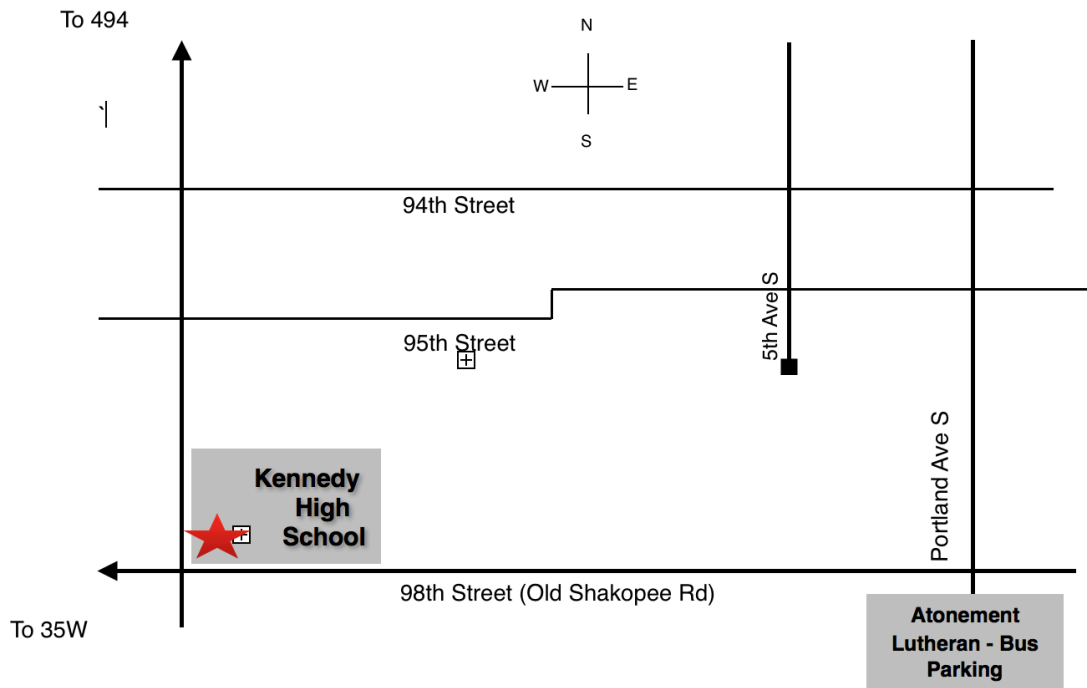 To 494
N
W
E
S
`
94th Street
95th Street
5th Ave S
Portland Ave S
Kennedy
High
School
98th Street (Old Shakopee Rd)
To 35W
Atonement
Lutheran - Bus
Parking